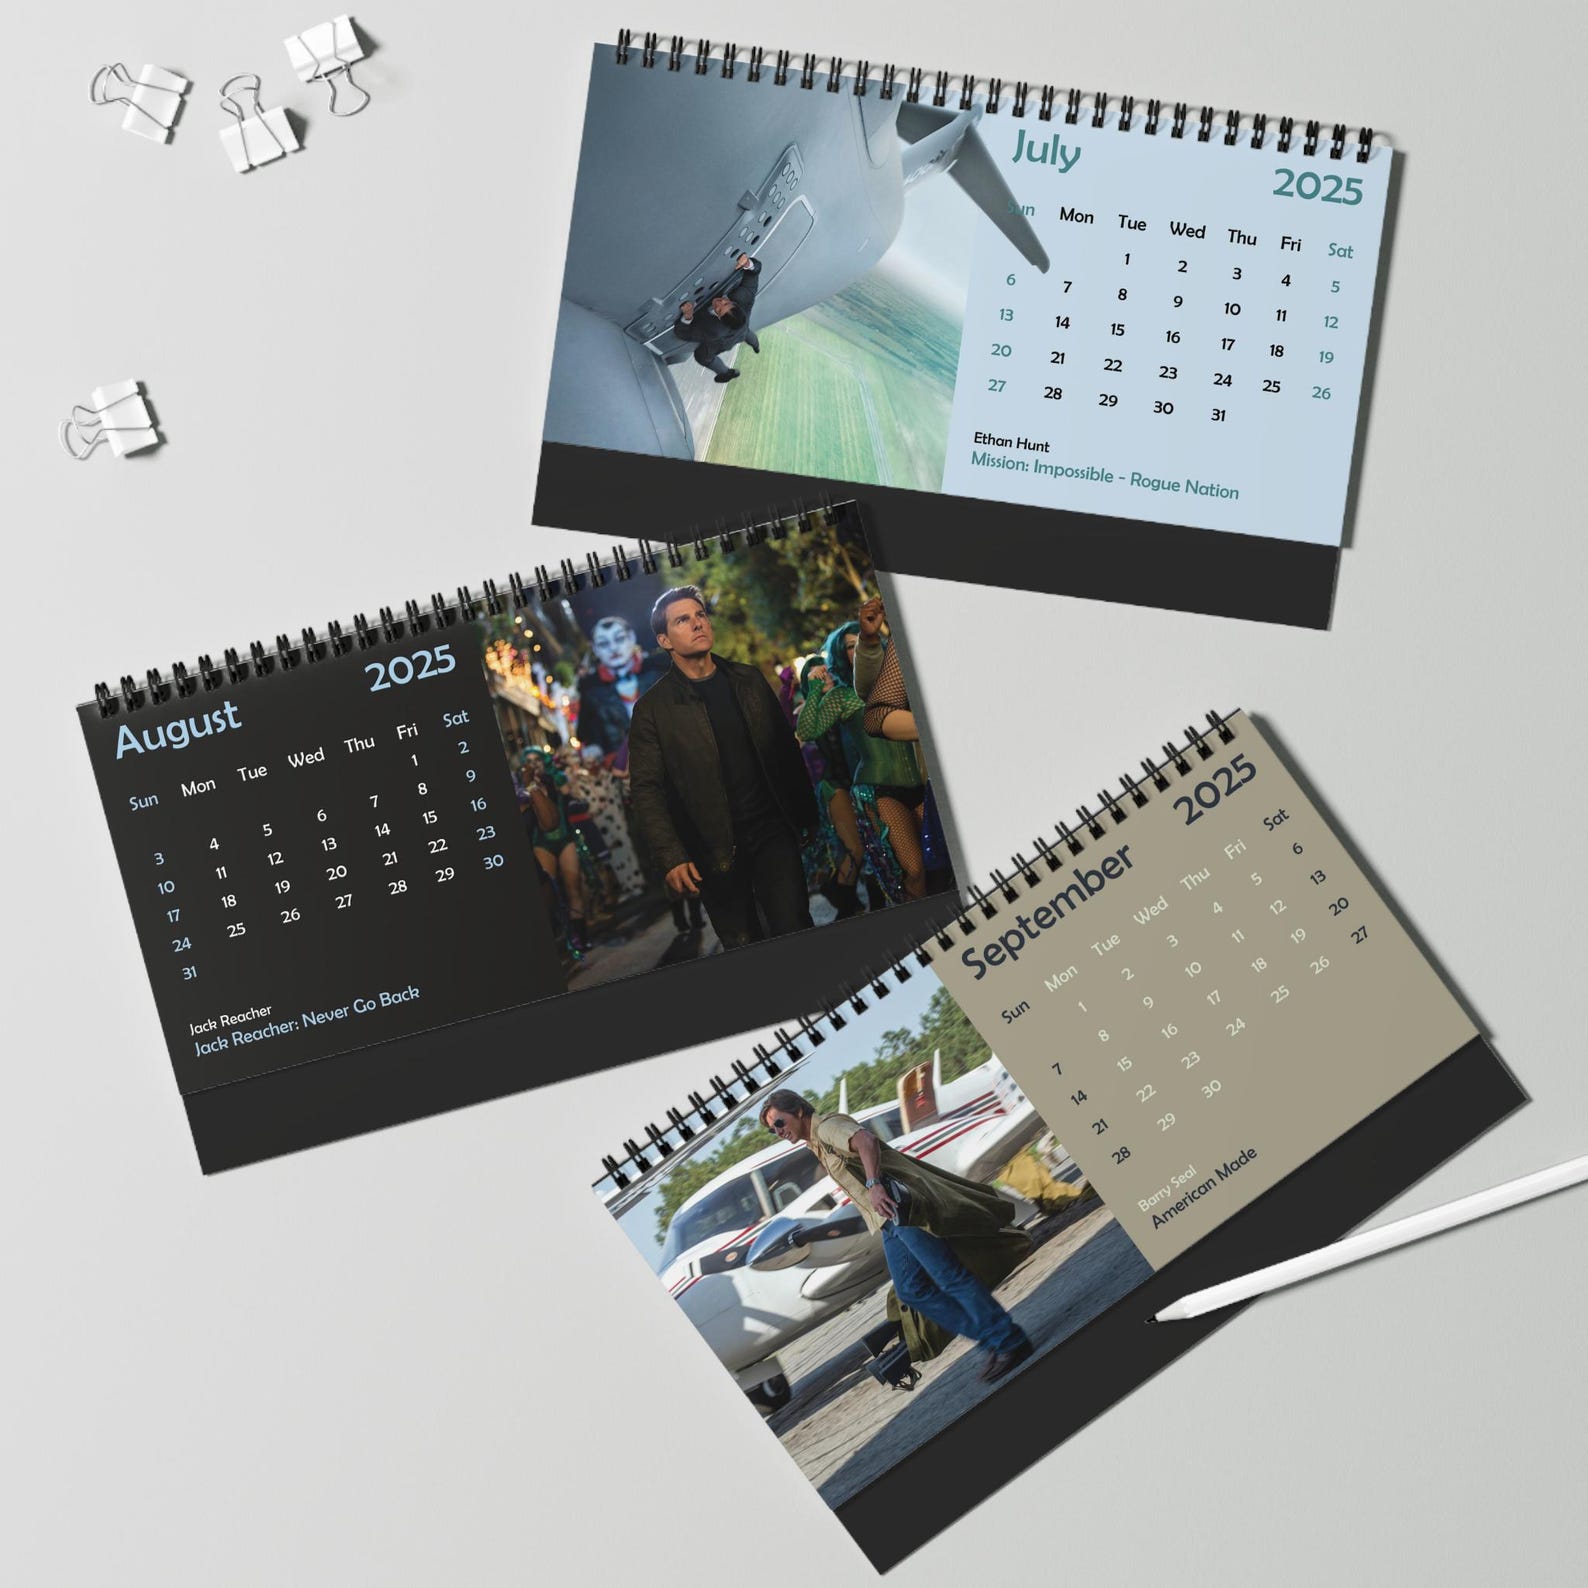 July
2025
Sun Mon Tue Wed Thu Fri Sat
1 2 3 4 5
6 7 8 9 10 11 12
13 14 15 16 17 18 19
20 21 22 23 24 25 26
27 28 29 30 31
Ethan Hunt
Mission: Impossible - Rogue Nation
August
2025
Sun Mon Tue Wed Thu Fri Sat
1 2
3 4 5 6 7 8 9
10 11 12 13 14 15 16
17 18 19 20 21 22 23
24 25 26 27 28 29 30
31
Jack Reacher
Jack Reacher: Never Go Back
September
2025
Sun Mon Tue Wed Thu Fri Sat
1 2 3 4 5 6
7 8 9 10 11 12 13
14 15 16 17 18 19 20
21 22 23 24 25 26 27
28 29 30
Barry Seal
American Made